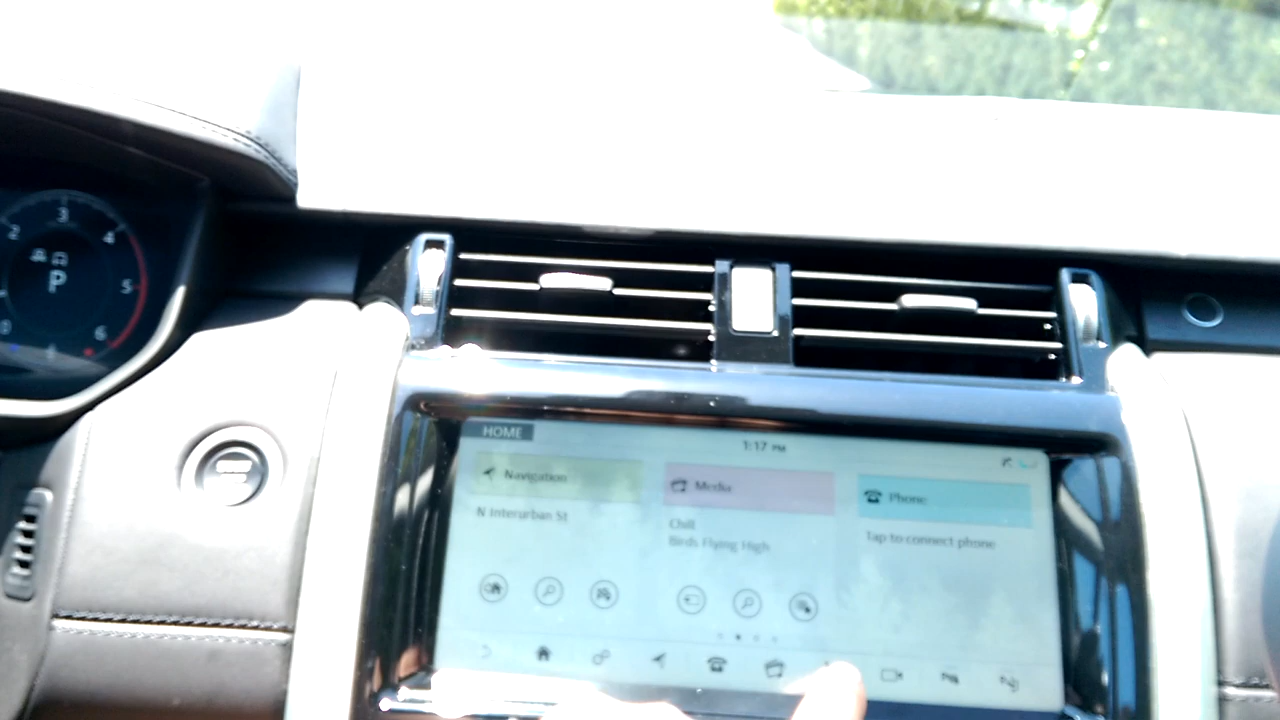 HOME
1:17 PM
Navigation
Media
Phone
N Interurban St
Chill
Birds Flying High
Tap to connect phone
2
3
4
5
6
P